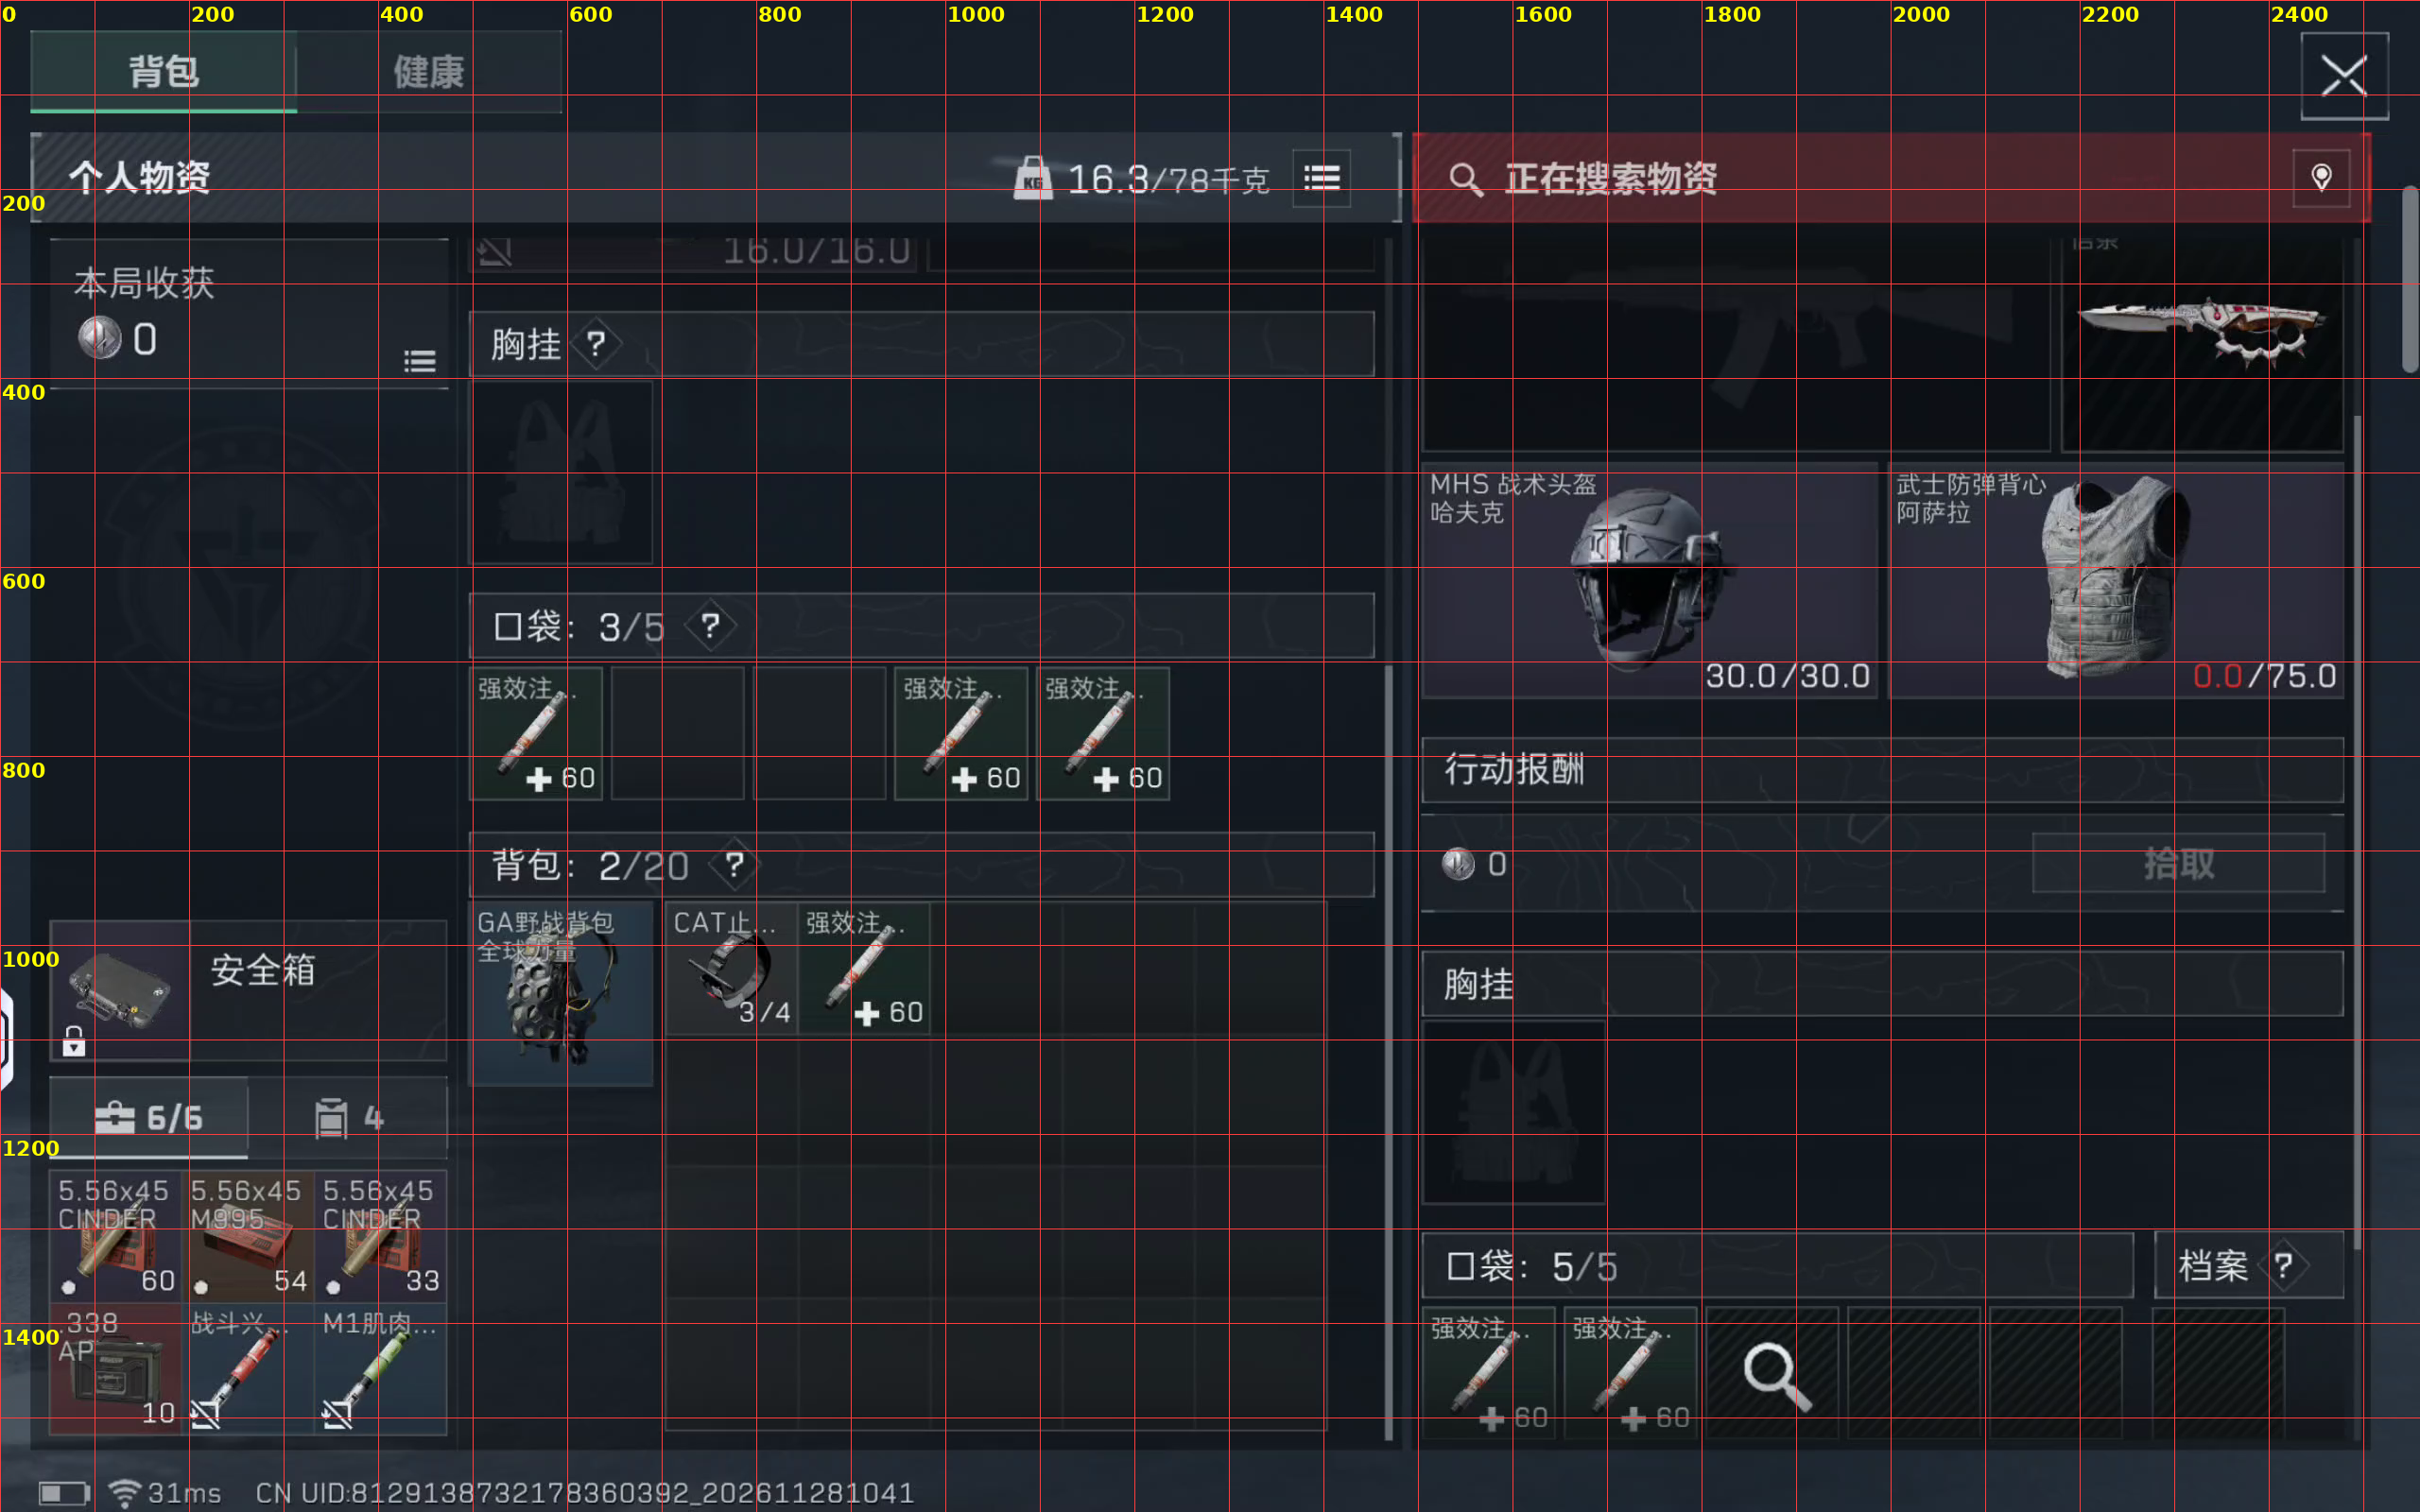 0 200 400 600 800 1000 1200 1400 1600 1800 2000 2200 2400
背包 健康
个人物资
KG 16.3/78千克
正在搜索物资
200
本局收获
0
16.0/16.0
胸挂 ?
400
600
口袋: 3/5 ?
强效注...
60
强效注...
60
强效注...
60
800
背包: 2/20 ?
GA野战背包
全球力量
CAT止...
3/4
强效注...
60
1000
安全箱
6/6 4
1200
5.56x45
CINDER
60
5.56x45
M995
54
5.56x45
CINDER
33
1400
.338
AP
10
战斗兴...
M1肌肉...
MHS 战术头盔
哈夫克
30.0/30.0
武士防弹背心
阿萨拉
0.0/75.0
行动报酬
0 拾取
胸挂
口袋: 5/5
档案 ?
强效注...
60
强效注...
60
31ms CN UID:8129138732178360392_202611281041